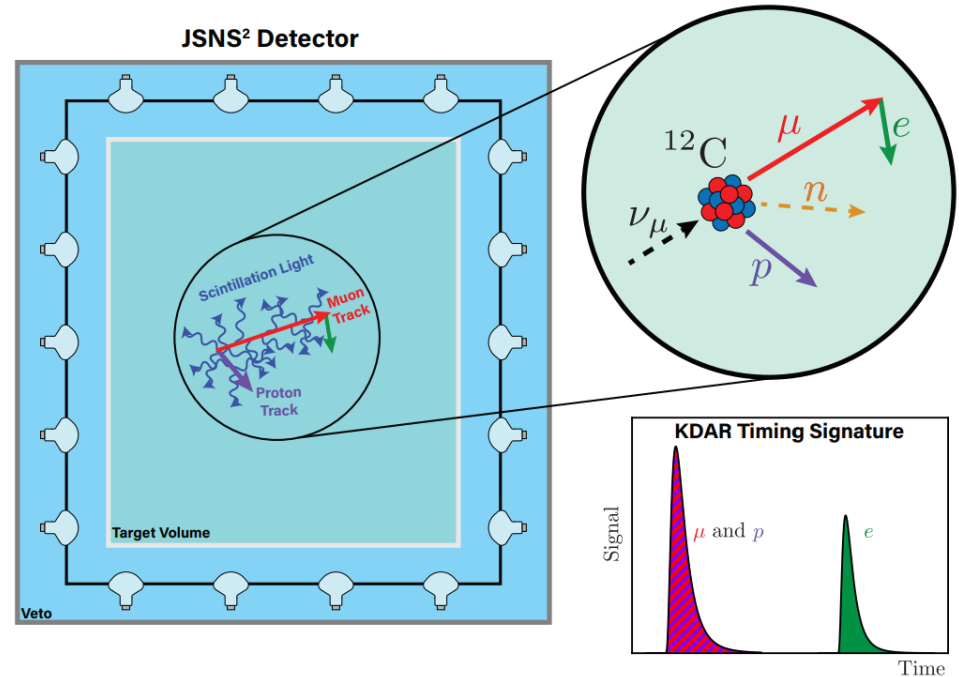 JSNS² Detector
Scintillation Light
Muon
Track
Proton
Track
Target Volume
Veto
¹²C
μ
e
n
ν_μ
p
KDAR Timing Signature
Signal
μ and p
e
Time